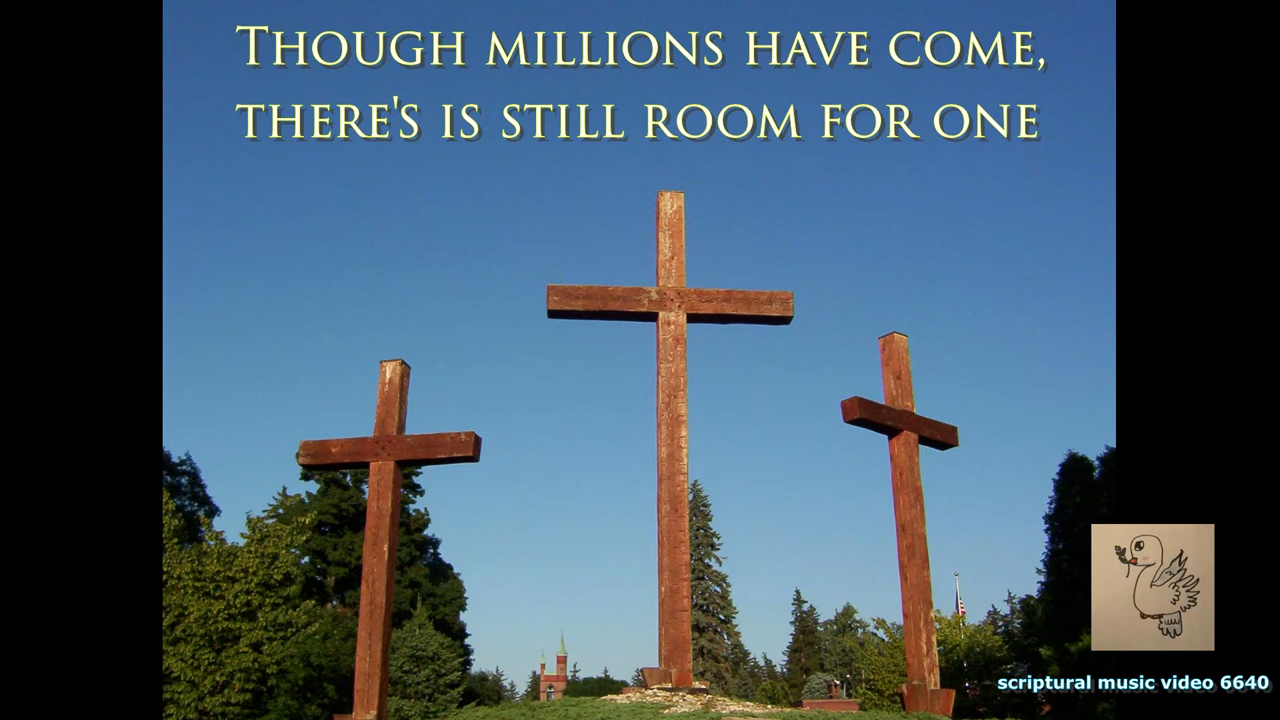 Though millions have come,
there's is still room for one
scriptural music video 6640